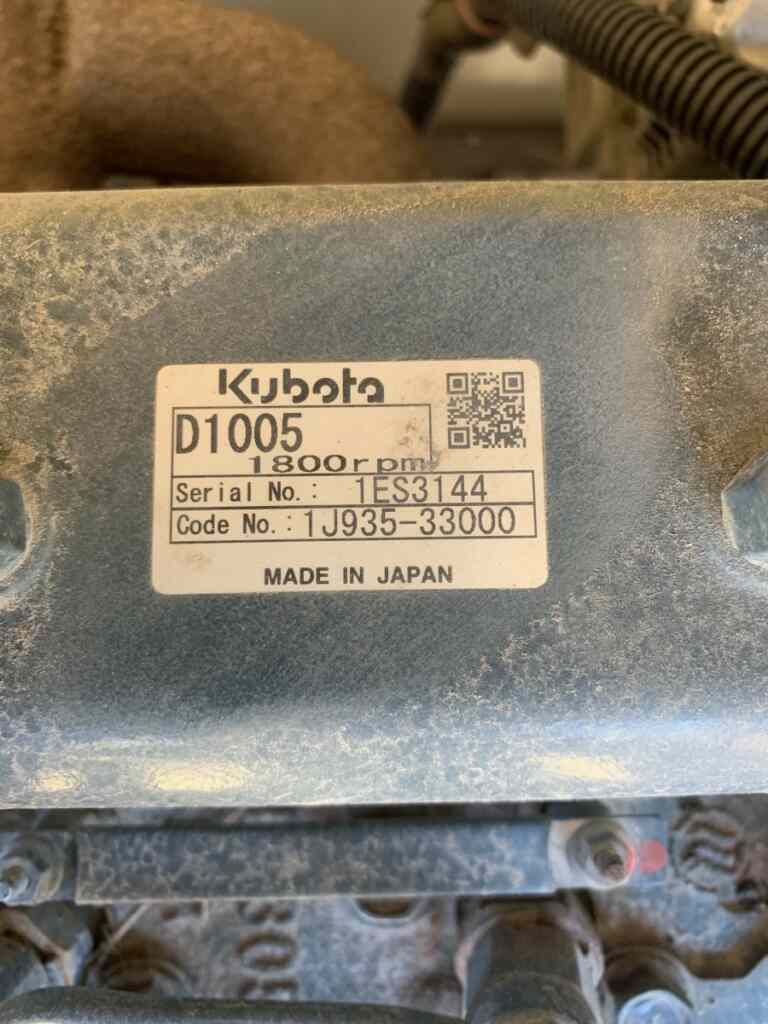 Kubota
D1005
1800rpm
Serial No.: 1ES3144
Code No.: 1J935-33000
MADE IN JAPAN